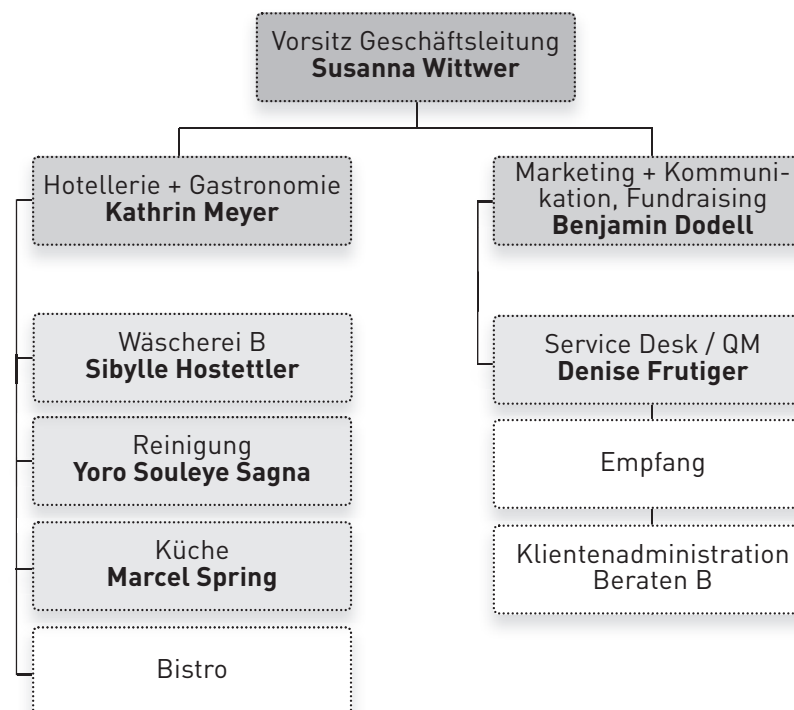 Vorsitz Geschäftsleitung
Susanna Wittwer
Hotellerie + Gastronomie
Kathrin Meyer
Marketing + Kommuni-
kation, Fundraising
Benjamin Dodell
Wäscherei B
Sibylle Hostettler
Service Desk / QM
Denise Frutiger
Reinigung
Yoro Souleye Sagna
Empfang
Küche
Marcel Spring
Klientenadministration
Beraten B
Bistro